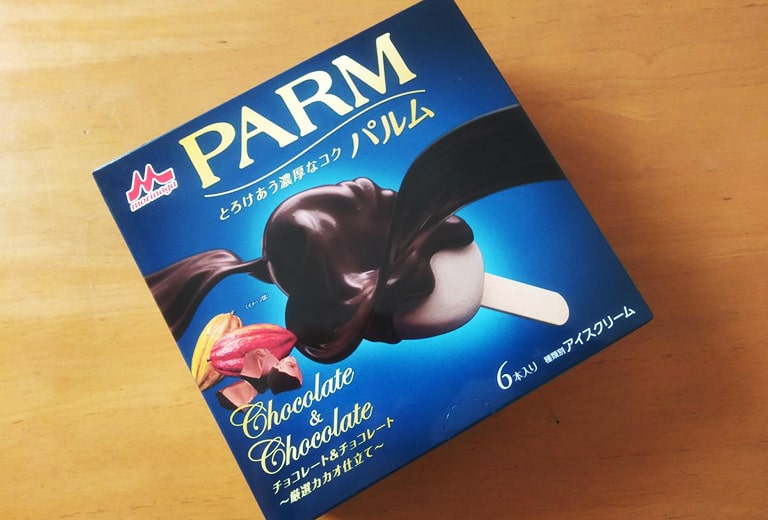 PARM
パルム
とろけあう濃厚なコク
morinaga
(イメージ図)
Chocolate
&
Chocolate
チョコレート&チョコレート
~厳選カカオ仕立て~
6本入り 種類別アイスクリーム